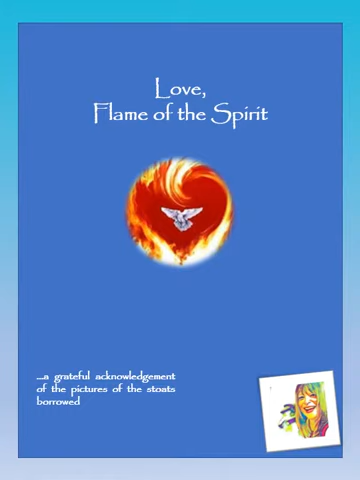 Love,
Flame of the Spirit
...a grateful acknowledgement
of the pictures of the stoats
borrowed